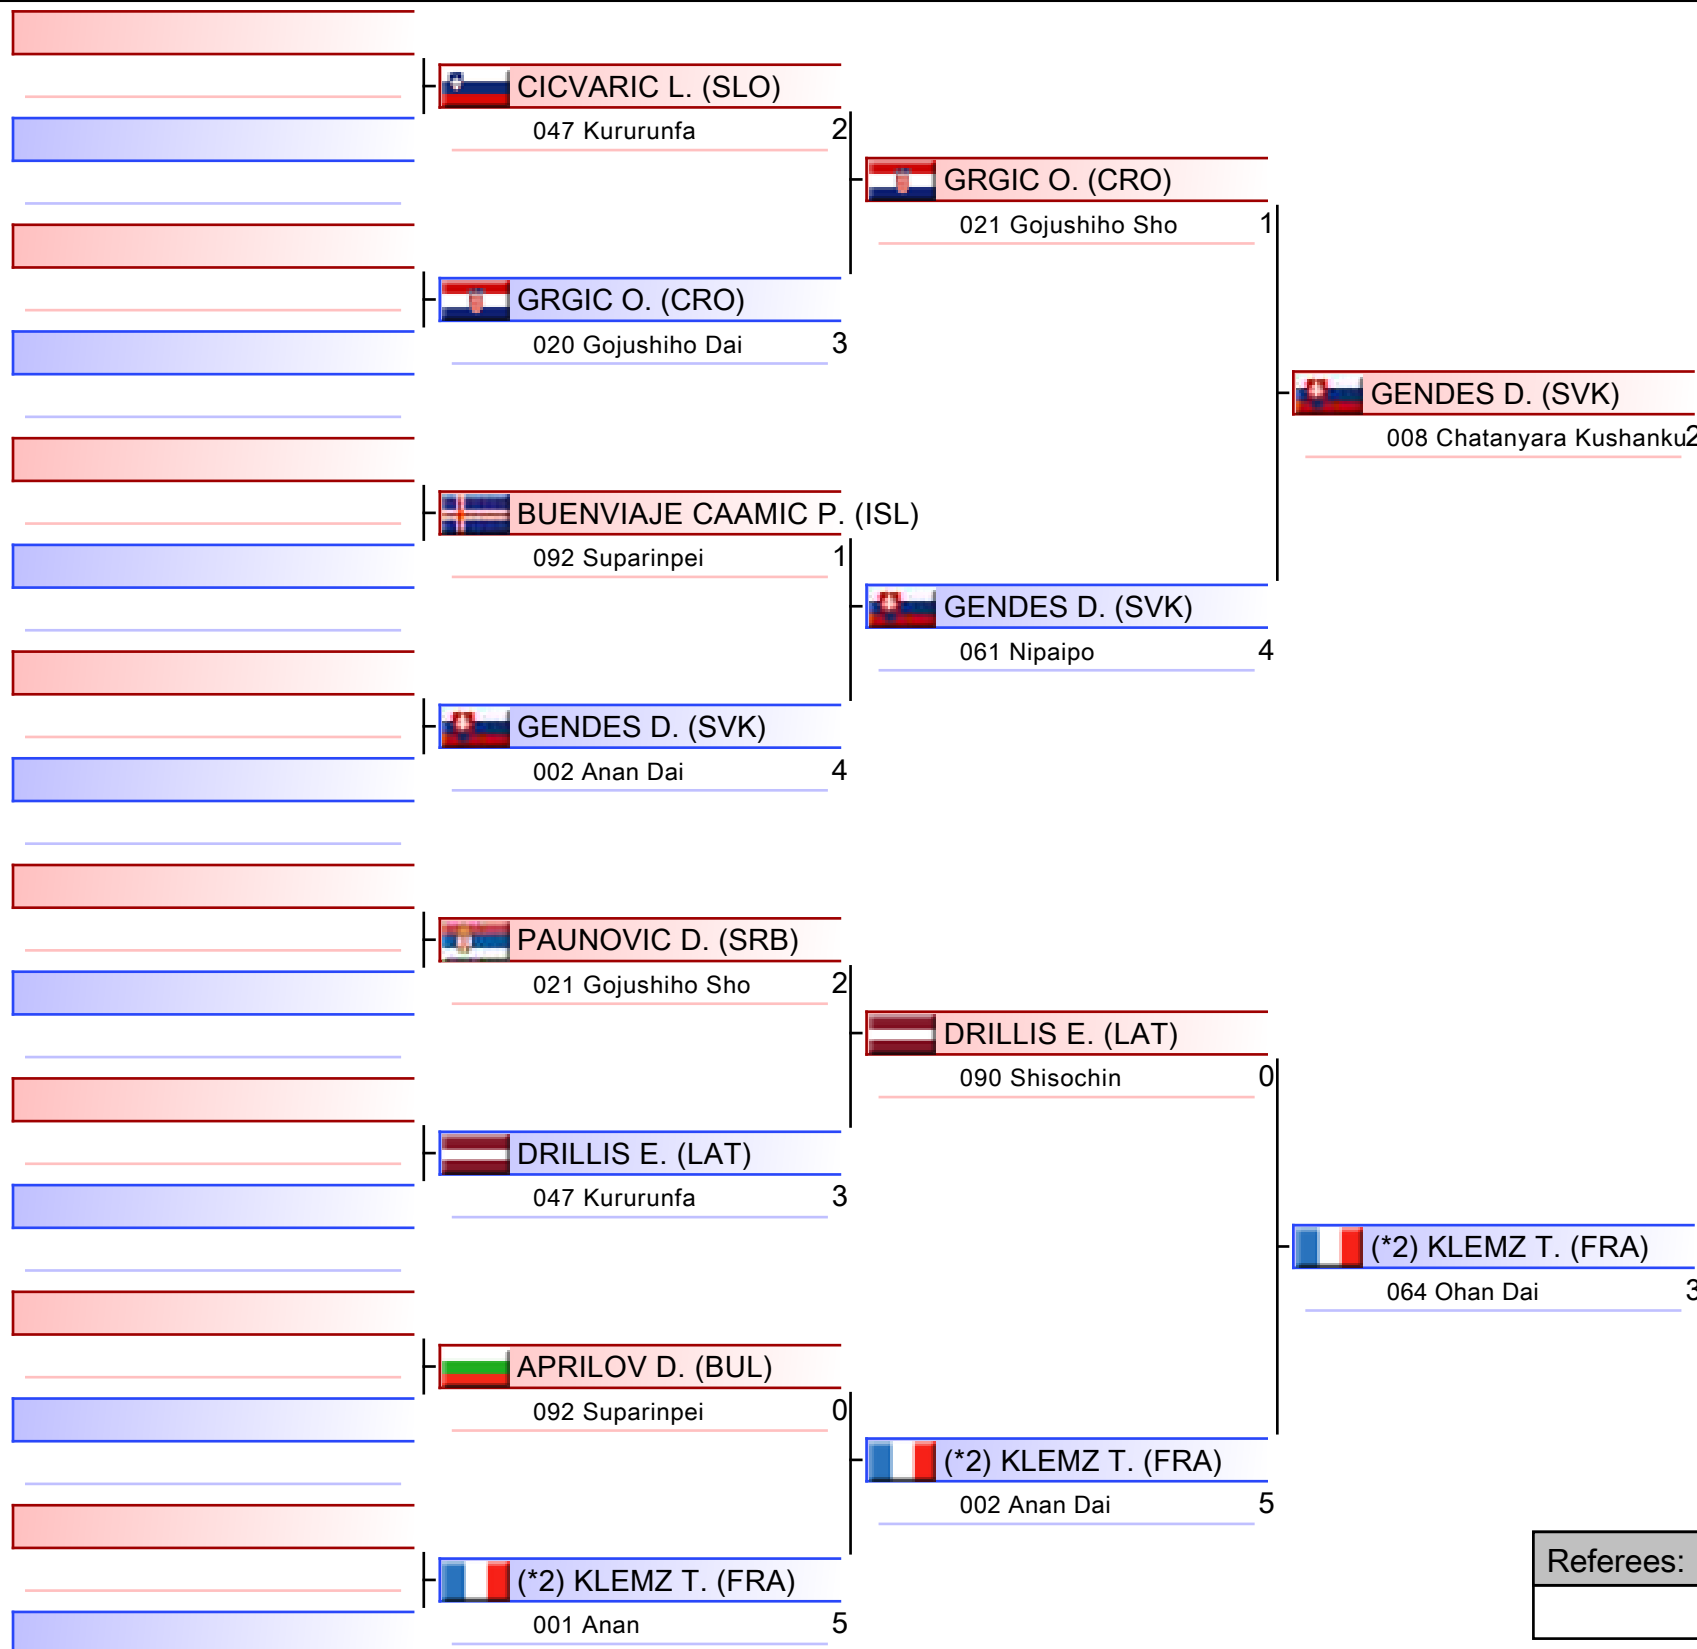 CICVARIC L. (SLO)
047 Kururunfa 2
GRGIC O. (CRO)
020 Gojushiho Dai 3
BUENVIAJE CAAMIC P. (ISL)
092 Suparinpei 1
GENDES D. (SVK)
002 Anan Dai 4
PAUNOVIC D. (SRB)
021 Gojushiho Sho 2
DRILLIS E. (LAT)
047 Kururunfa 3
APRILOV D. (BUL)
092 Suparinpei 0
(*2) KLEMZ T. (FRA)
001 Anan 5
GRGIC O. (CRO)
021 Gojushiho Sho 1
GENDES D. (SVK)
061 Nipaipo 4
DRILLIS E. (LAT)
090 Shisochin 0
(*2) KLEMZ T. (FRA)
002 Anan Dai 5
GENDES D. (SVK)
008 Chatanyara Kushanku 2
(*2) KLEMZ T. (FRA)
064 Ohan Dai 3
Referees: